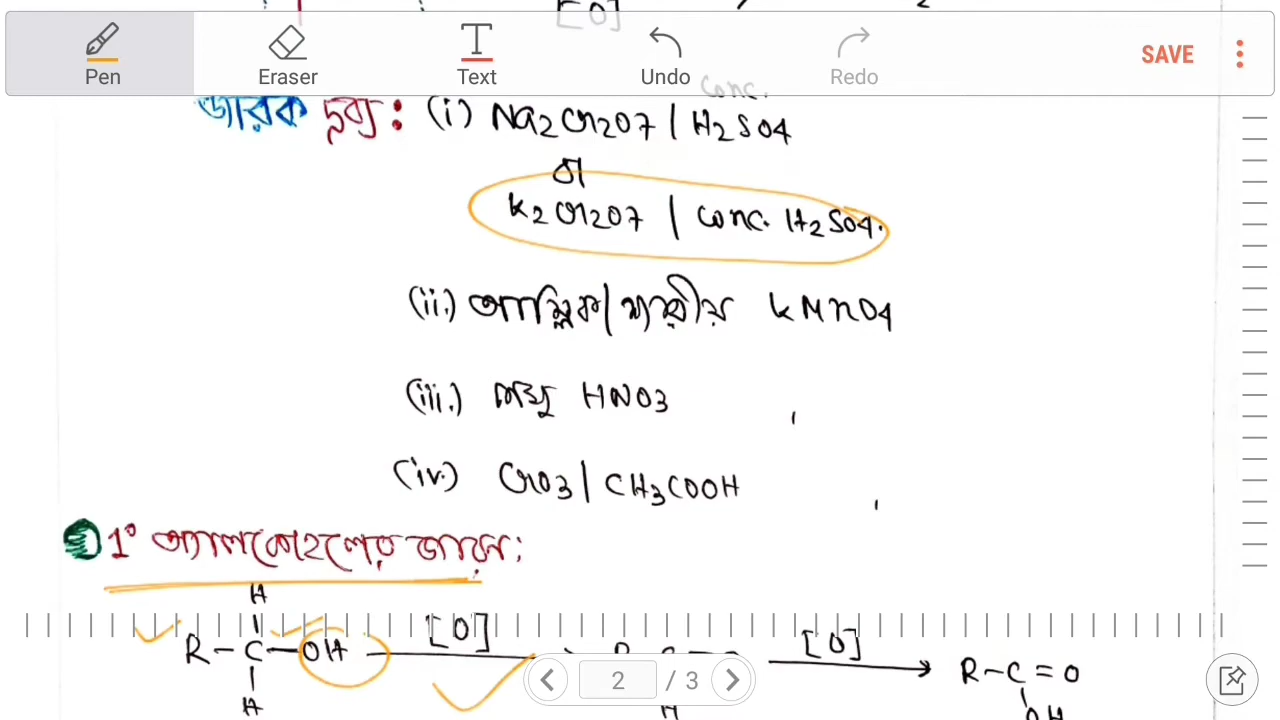 [O]
Pen Eraser Text Undo Redo SAVE
conc.
জারক দ্রব্য : (i) Na2Cr2O7 | H2SO4
বা
K2Cr2O7 | conc. H2SO4.
(ii.) আম্লিক/ক্ষারীয় KMnO4
(iii.) লঘু HNO3
(iv.) CrO3 | CH3COOH
1° অ্যালকোহলের জারণ:
H
R-C-OH [O] [O] R-C=O
H H OH
2 / 3